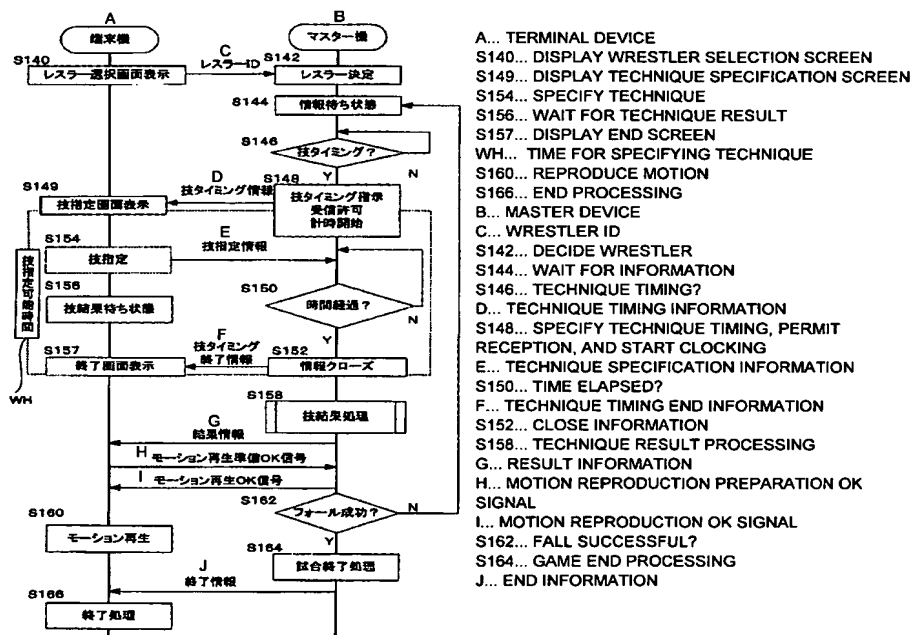 A
B
端末機
マスター機
S140
C
レスラーID
S142
レスラー選択画面表示
レスラー決定
S144
情報待ち状態
S146
技タイミング?
Y
N
D
技タイミング情報
S148
S149
技指定画面表示
技タイミング指示
受信許可
計時開始
S154
E
技指定情報
技指定
技指定可能時間
S150
時間経過?
N
Y
S156
技結果待ち状態
F
技タイミング
終了情報
S157
S152
終了画面表示
情報クローズ
WH
S158
技結果処理
G
結果情報
H
モーション再生準備OK信号
I
モーション再生OK信号
S162
フォール成功?
N
Y
S160
モーション再生
S164
試合終了処理
J
終了情報
S166
終了処理
A... TERMINAL DEVICE
S140... DISPLAY WRESTLER SELECTION SCREEN
S149... DISPLAY TECHNIQUE SPECIFICATION SCREEN
S154... SPECIFY TECHNIQUE
S156... WAIT FOR TECHNIQUE RESULT
S157... DISPLAY END SCREEN
WH... TIME FOR SPECIFYING TECHNIQUE
S160... REPRODUCE MOTION
S166... END PROCESSING
B... MASTER DEVICE
C... WRESTLER ID
S142... DECIDE WRESTLER
S144... WAIT FOR INFORMATION
S146... TECHNIQUE TIMING?
D... TECHNIQUE TIMING INFORMATION
S148... SPECIFY TECHNIQUE TIMING, PERMIT
RECEPTION, AND START CLOCKING
E... TECHNIQUE SPECIFICATION INFORMATION
S150... TIME ELAPSED?
F... TECHNIQUE TIMING END INFORMATION
S152... CLOSE INFORMATION
S158... TECHNIQUE RESULT PROCESSING
G... RESULT INFORMATION
H... MOTION REPRODUCTION PREPARATION OK
SIGNAL
I... MOTION REPRODUCTION OK SIGNAL
S162... FALL SUCCESSFUL?
S164... GAME END PROCESSING
J... END INFORMATION